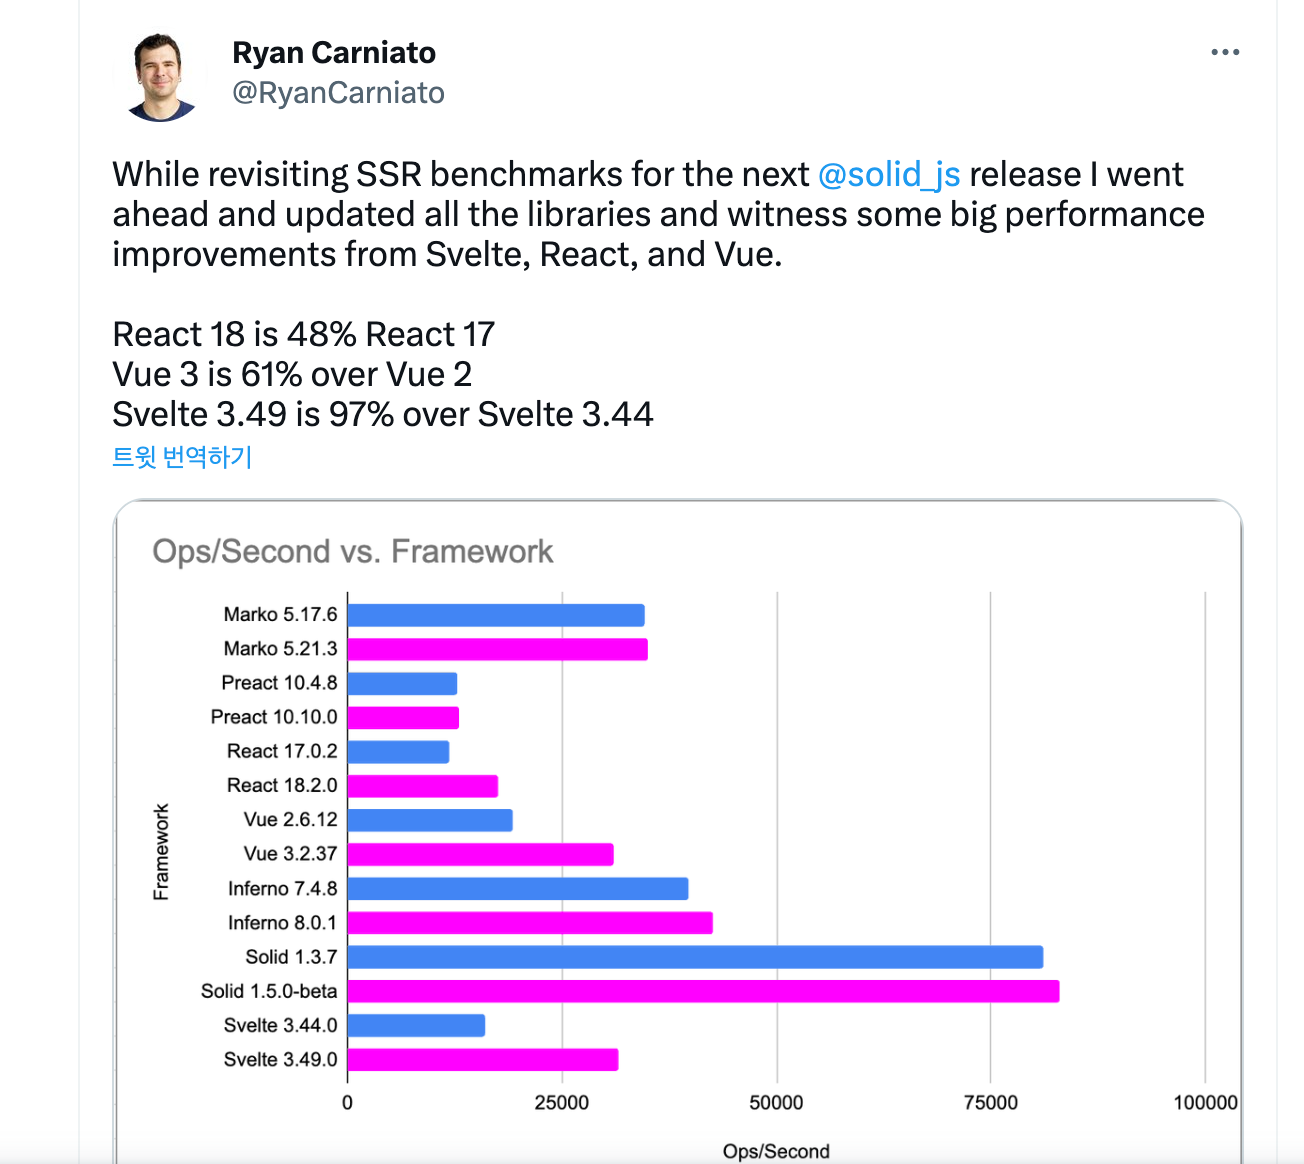 Ryan Carniato
@RyanCarniato
While revisiting SSR benchmarks for the next @solid_js release I went
ahead and updated all the libraries and witness some big performance
improvements from Svelte, React, and Vue.
React 18 is 48% React 17
Vue 3 is 61% over Vue 2
Svelte 3.49 is 97% over Svelte 3.44
트윗 번역하기
Ops/Second vs. Framework
Marko 5.17.6
Marko 5.21.3
Preact 10.4.8
Preact 10.10.0
React 17.0.2
React 18.2.0
Vue 2.6.12
Vue 3.2.37
Inferno 7.4.8
Inferno 8.0.1
Solid 1.3.7
Solid 1.5.0-beta
Svelte 3.44.0
Svelte 3.49.0
Framework
0 25000 50000 75000 100000
Ops/Second